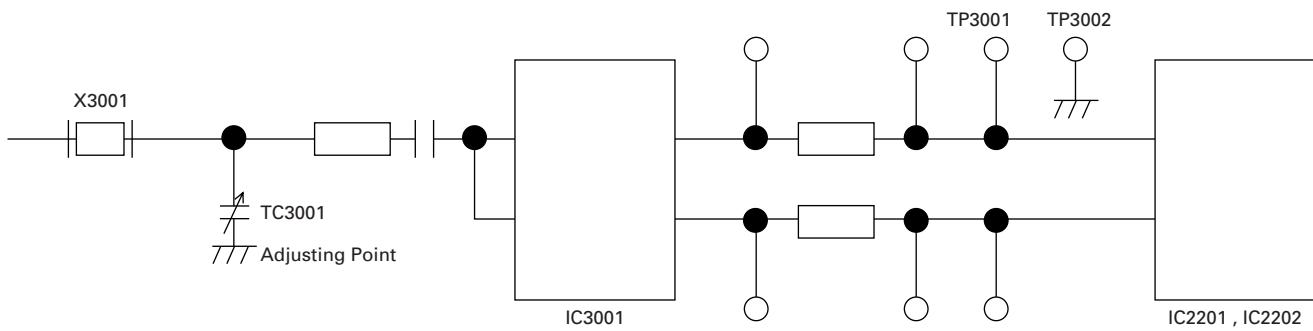 TP3001
TP3002
X3001
TC3001
Adjusting Point
IC3001
IC2201 , IC2202